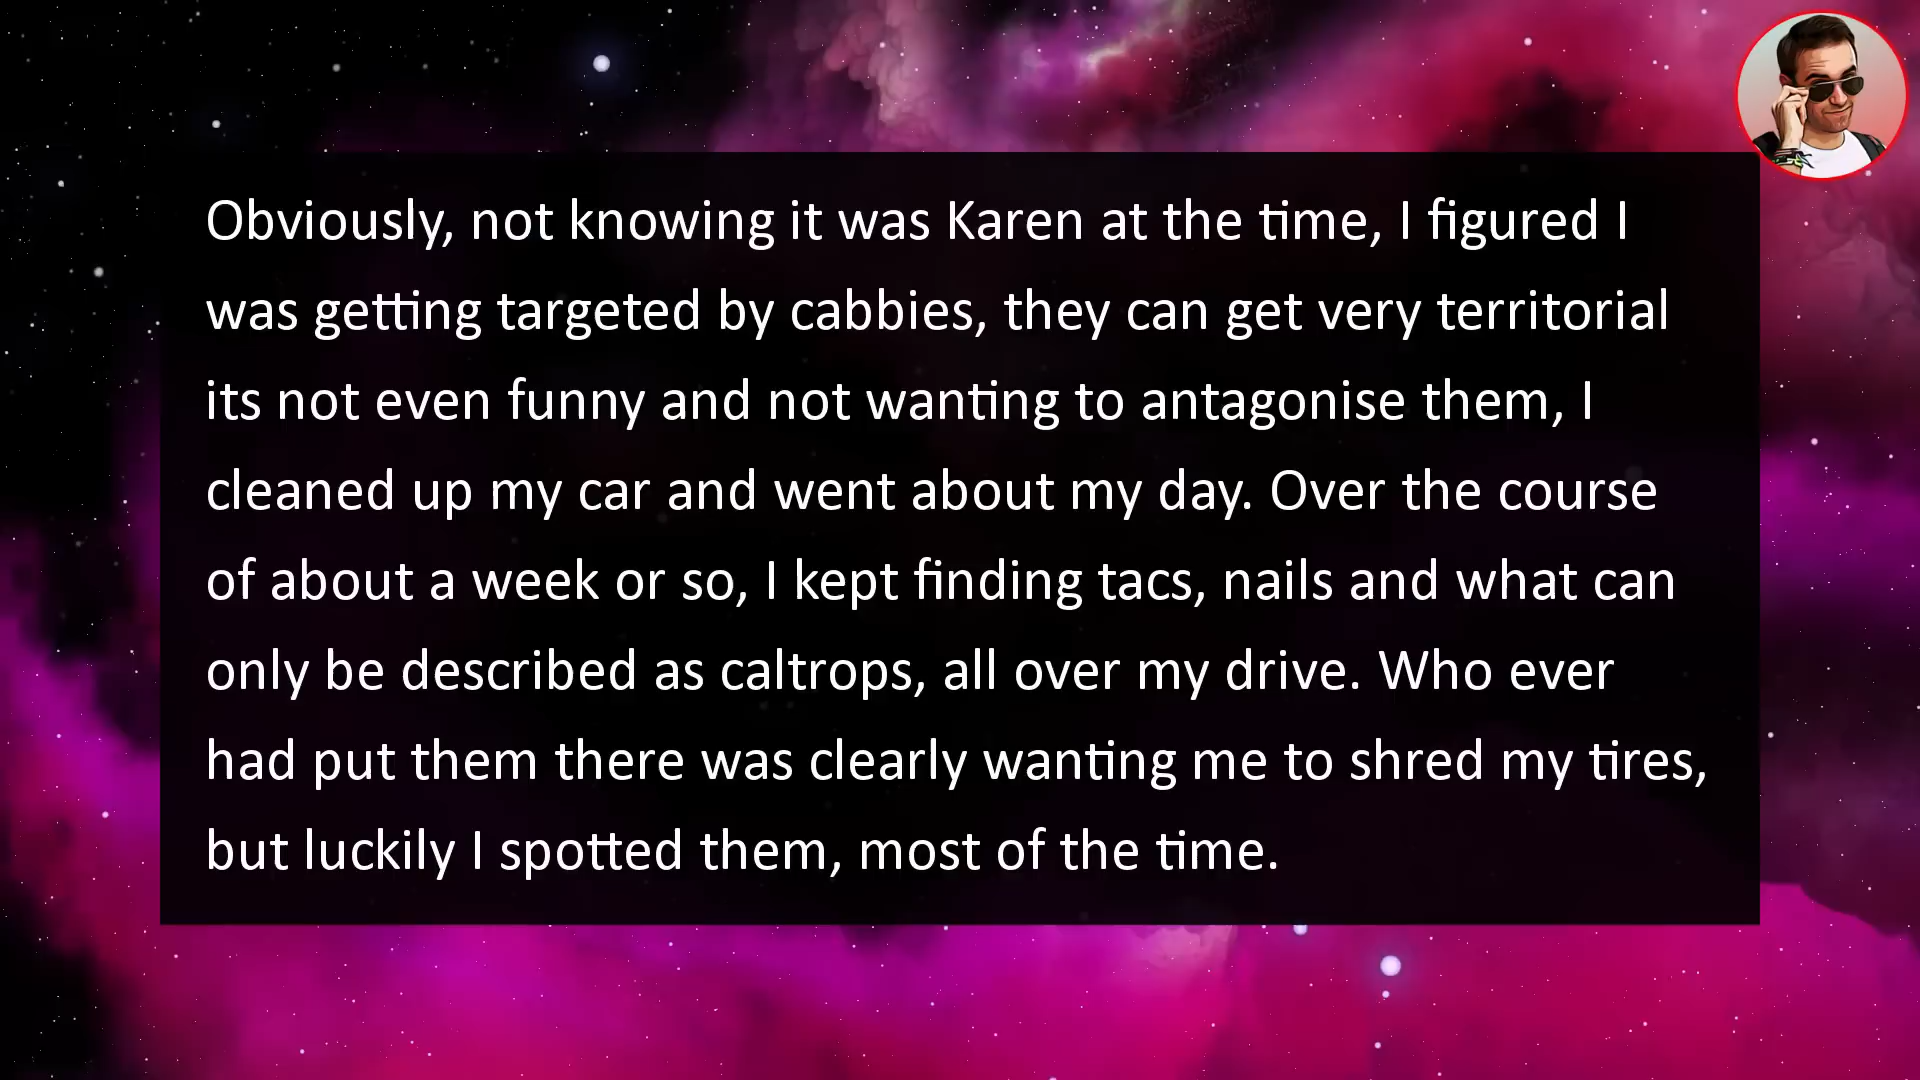 Obviously, not knowing it was Karen at the time, I figured I
was getting targeted by cabbies, they can get very territorial
its not even funny and not wanting to antagonise them, I
cleaned up my car and went about my day. Over the course
of about a week or so, I kept finding tacs, nails and what can
only be described as caltrops, all over my drive. Who ever
had put them there was clearly wanting me to shred my tires,
but luckily I spotted them, most of the time.